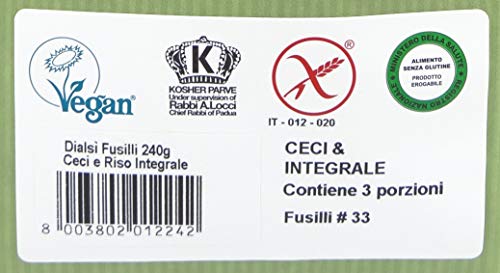 Vegan®
K
KOSHER PARVE
Under supervision of
Rabbi A.Locci
Chief Rabbi of Padua
®
IT - 012 - 020
MINISTERO DELLA SALUTE
ALIMENTO
SENZA GLUTINE
PRODOTTO
EROGABILE
REGISTRO NAZIONALE
Dialsi Fusilli 240g
Ceci e Riso Integrale
8 003802 012242
CECI &
INTEGRALE
Contiene 3 porzioni
Fusilli # 33